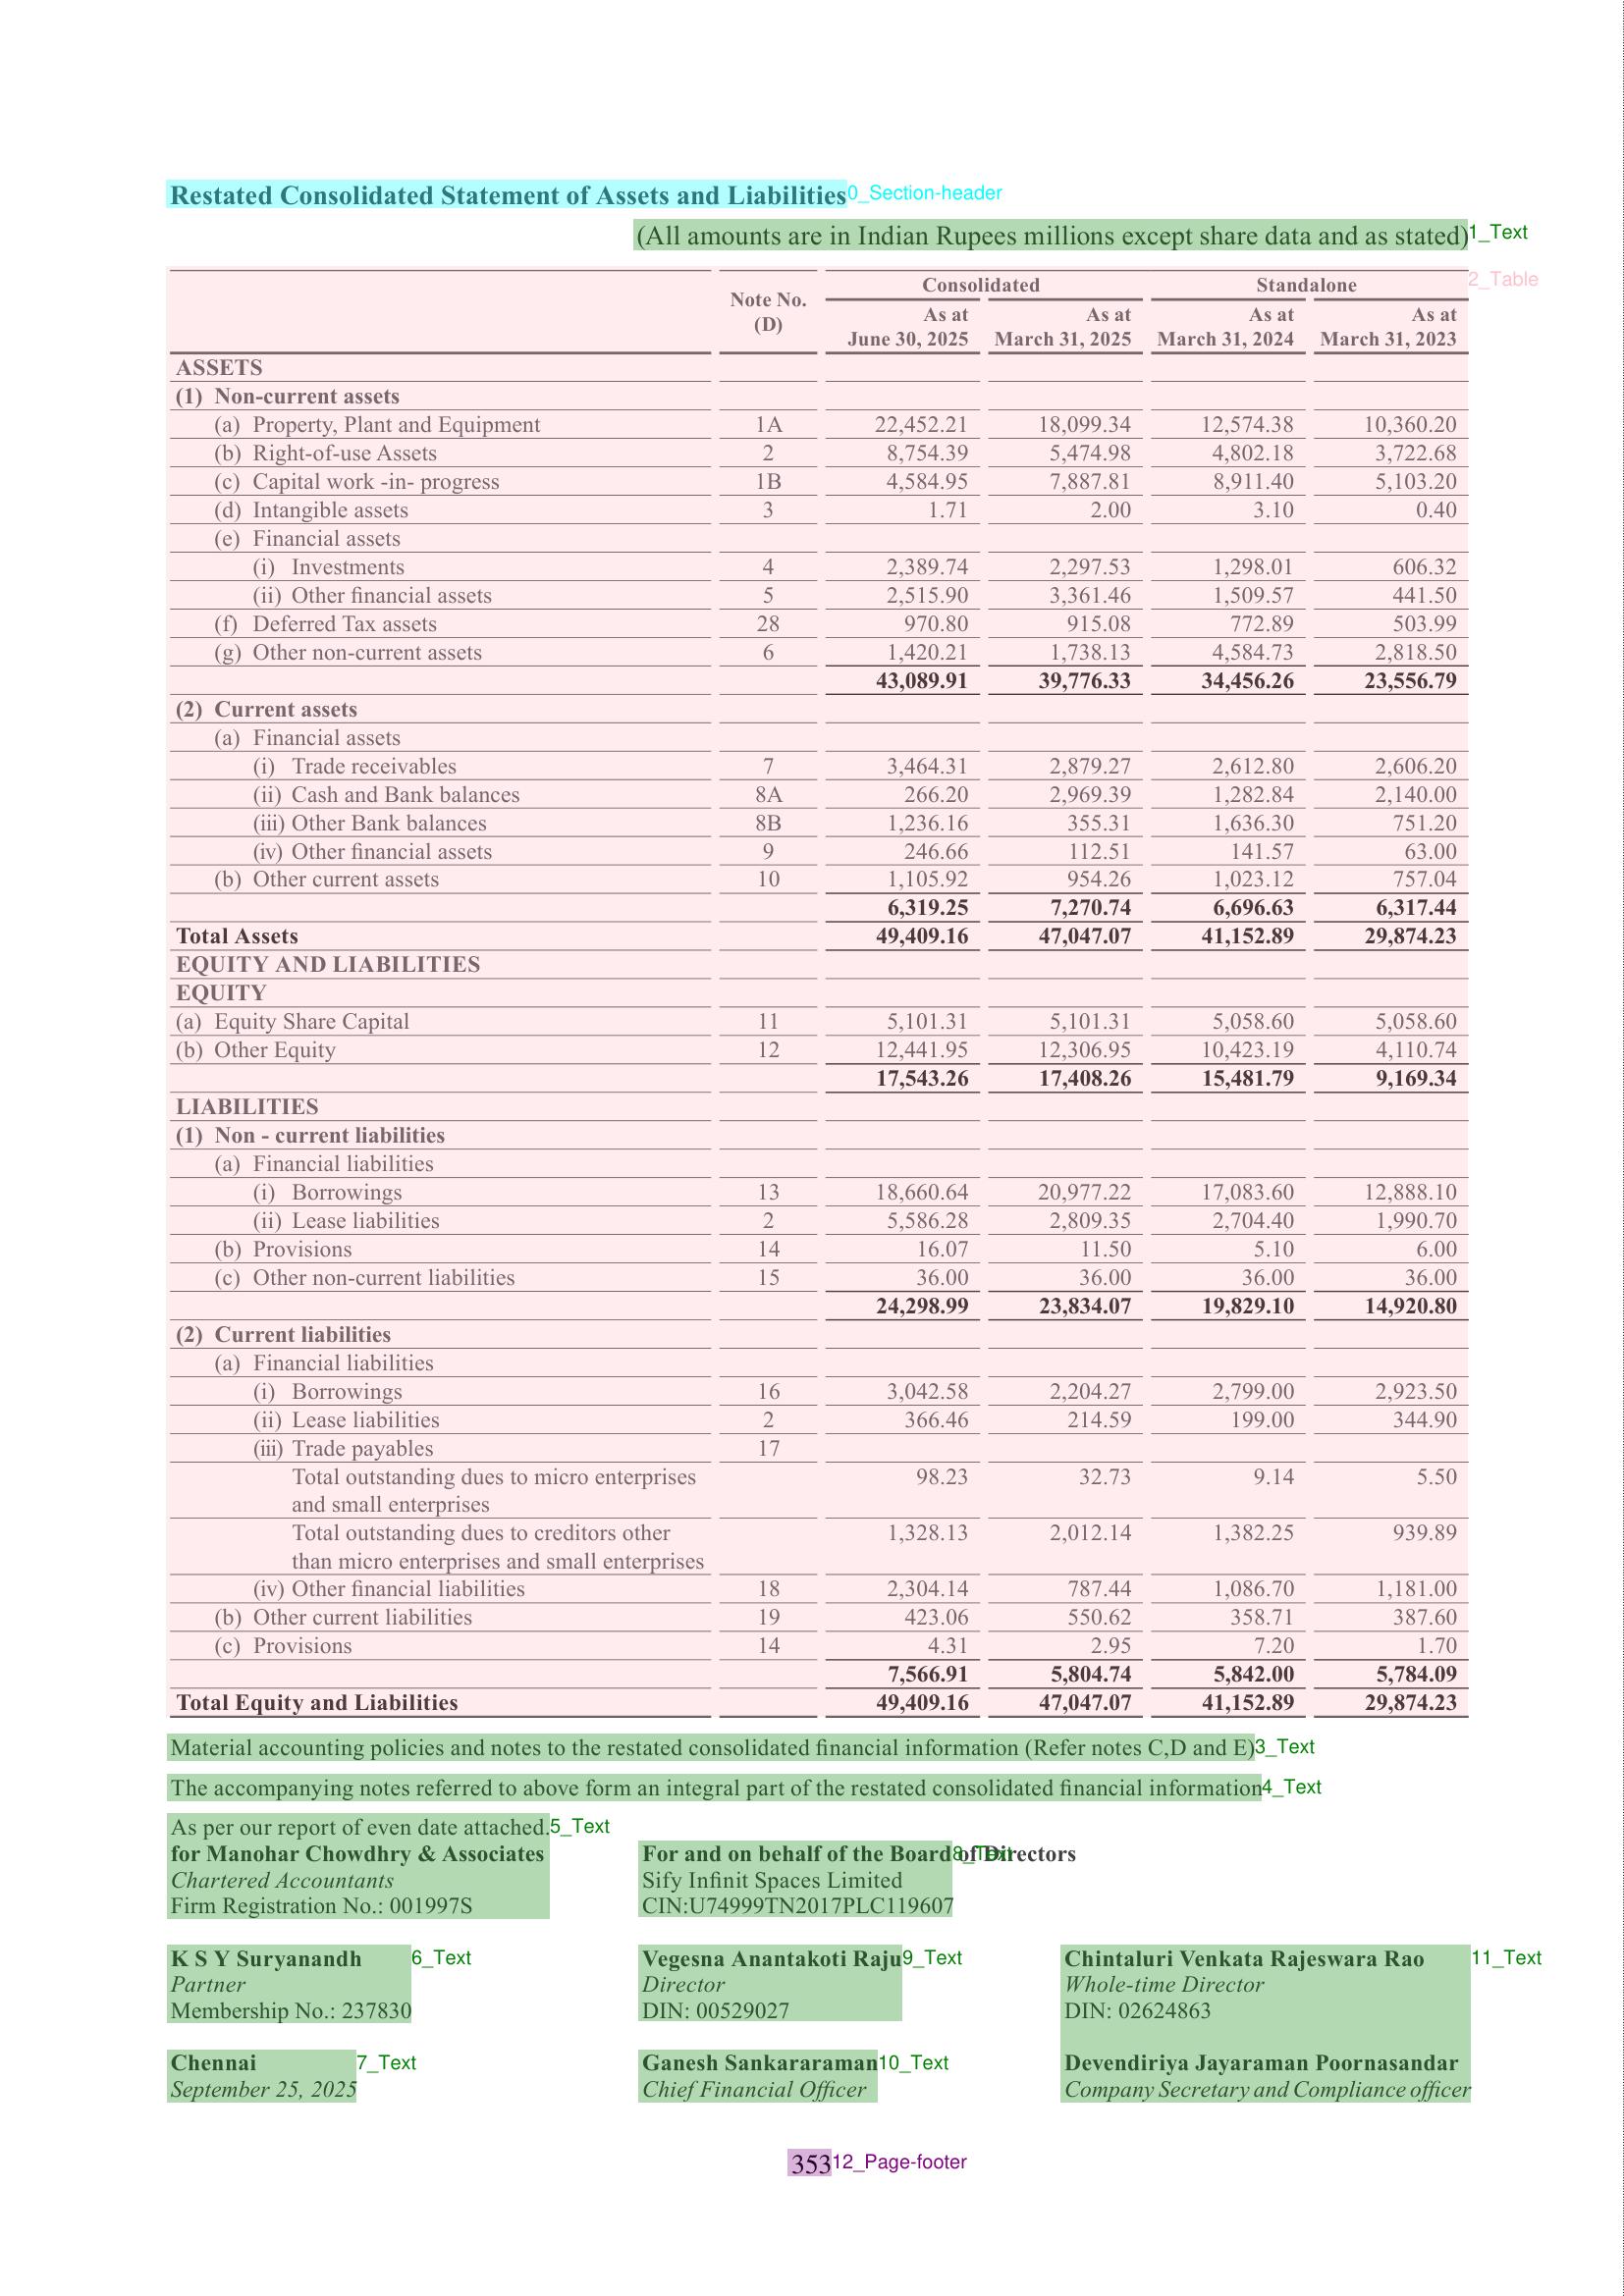 Restated Consolidated Statement of Assets and Liabilities 0_Section-header
(All amounts are in Indian Rupees millions except share data and as stated) 1_Text
2_Table
Note No. (D) Consolidated Standalone
As at June 30, 2025 As at March 31, 2025 As at March 31, 2024 As at March 31, 2023
ASSETS
(1) Non-current assets
(a) Property, Plant and Equipment 1A 22,452.21 18,099.34 12,574.38 10,360.20
(b) Right-of-use Assets 2 8,754.39 5,474.98 4,802.18 3,722.68
(c) Capital work -in- progress 1B 4,584.95 7,887.81 8,911.40 5,103.20
(d) Intangible assets 3 1.71 2.00 3.10 0.40
(e) Financial assets
(i) Investments 4 2,389.74 2,297.53 1,298.01 606.32
(ii) Other financial assets 5 2,515.90 3,361.46 1,509.57 441.50
(f) Deferred Tax assets 28 970.80 915.08 772.89 503.99
(g) Other non-current assets 6 1,420.21 1,738.13 4,584.73 2,818.50
43,089.91 39,776.33 34,456.26 23,556.79
(2) Current assets
(a) Financial assets
(i) Trade receivables 7 3,464.31 2,879.27 2,612.80 2,606.20
(ii) Cash and Bank balances 8A 266.20 2,969.39 1,282.84 2,140.00
(iii) Other Bank balances 8B 1,236.16 355.31 1,636.30 751.20
(iv) Other financial assets 9 246.66 112.51 141.57 63.00
(b) Other current assets 10 1,105.92 954.26 1,023.12 757.04
6,319.25 7,270.74 6,696.63 6,317.44
Total Assets 49,409.16 47,047.07 41,152.89 29,874.23
EQUITY AND LIABILITIES
EQUITY
(a) Equity Share Capital 11 5,101.31 5,101.31 5,058.60 5,058.60
(b) Other Equity 12 12,441.95 12,306.95 10,423.19 4,110.74
17,543.26 17,408.26 15,481.79 9,169.34
LIABILITIES
(1) Non - current liabilities
(a) Financial liabilities
(i) Borrowings 13 18,660.64 20,977.22 17,083.60 12,888.10
(ii) Lease liabilities 2 5,586.28 2,809.35 2,704.40 1,990.70
(b) Provisions 14 16.07 11.50 5.10 6.00
(c) Other non-current liabilities 15 36.00 36.00 36.00 36.00
24,298.99 23,834.07 19,829.10 14,920.80
(2) Current liabilities
(a) Financial liabilities
(i) Borrowings 16 3,042.58 2,204.27 2,799.00 2,923.50
(ii) Lease liabilities 2 366.46 214.59 199.00 344.90
(iii) Trade payables 17
Total outstanding dues to micro enterprises 98.23 32.73 9.14 5.50
and small enterprises
Total outstanding dues to creditors other 1,328.13 2,012.14 1,382.25 939.89
than micro enterprises and small enterprises
(iv) Other financial liabilities 18 2,304.14 787.44 1,086.70 1,181.00
(b) Other current liabilities 19 423.06 550.62 358.71 387.60
(c) Provisions 14 4.31 2.95 7.20 1.70
7,566.91 5,804.74 5,842.00 5,784.09
Total Equity and Liabilities 49,409.16 47,047.07 41,152.89 29,874.23
Material accounting policies and notes to the restated consolidated financial information (Refer notes C,D and E) 3_Text
The accompanying notes referred to above form an integral part of the restated consolidated financial information 4_Text
As per our report of even date attached. 5_Text
for Manohar Chowdhry & Associates
Chartered Accountants
Firm Registration No.: 001997S
For and on behalf of the Board of Directors 8_Text
Sify Infinit Spaces Limited
CIN:U74999TN2017PLC119607
K S Y Suryanandh 6_Text
Partner
Membership No.: 237830
Vegesna Anantakoti Raju 9_Text
Director
DIN: 00529027
Chintaluri Venkata Rajeswara Rao 11_Text
Whole-time Director
DIN: 02624863
Chennai 7_Text
September 25, 2025
Ganesh Sankararaman 10_Text
Chief Financial Officer
Devendiriya Jayaraman Poornasandar
Company Secretary and Compliance officer
353 12_Page-footer